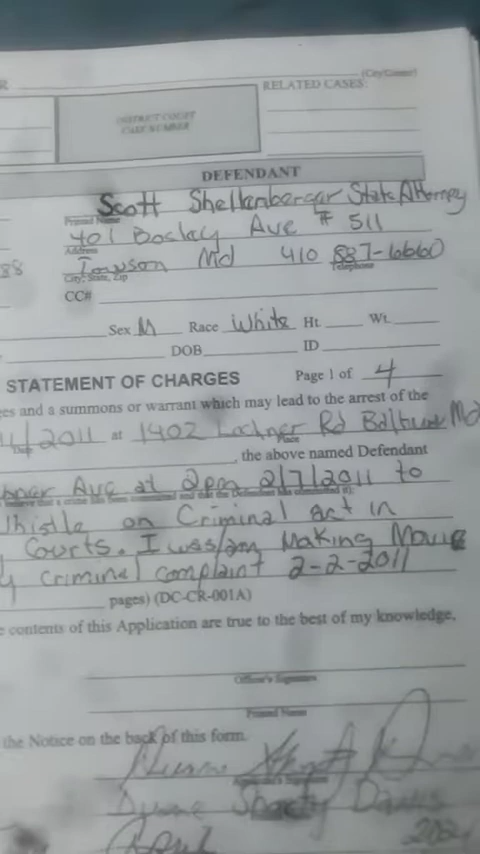 (City/County)
RELATED CASES:
DISTRICT COURT
CASE NUMBER
DEFENDANT
Scott Shellenberger State Attorney
Printed Name
401 Bosley Ave # 511
Address
88 Towson Md 410 887-6660
City, State, Zip Telephone
CC#
Sex M Race White Ht. Wt.
DOB ID
STATEMENT OF CHARGES Page 1 of 4
es and a summons or warrant which may lead to the arrest of the
/2011 at 1402 Rd Md
Date Place
, the above named Defendant
Ave at 2pm 2/7/2011 to
on Criminal act in
Courts. I was/am Making Movie
criminal complaint 2-2-2011
pages) (DC-CR-001A)
e contents of this Application are true to the best of my knowledge,
Officer's Signature
Printed Name
the Notice on the back of this form.
Applicant's Signature